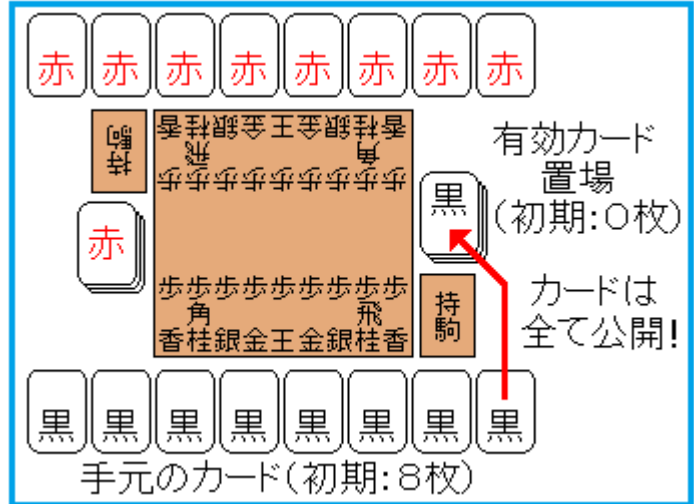 赤 赤 赤 赤 赤 赤 赤 赤
持駒
香桂銀金王金銀桂香
飛 角
歩歩歩歩歩歩歩歩歩
有効カード
置場
(初期:0枚)
黒
赤
歩歩歩歩歩歩歩歩歩
角 飛
香桂銀金王金銀桂香
持駒
カードは
全て公開!
黒 黒 黒 黒 黒 黒 黒 黒
手元のカード(初期:8枚)